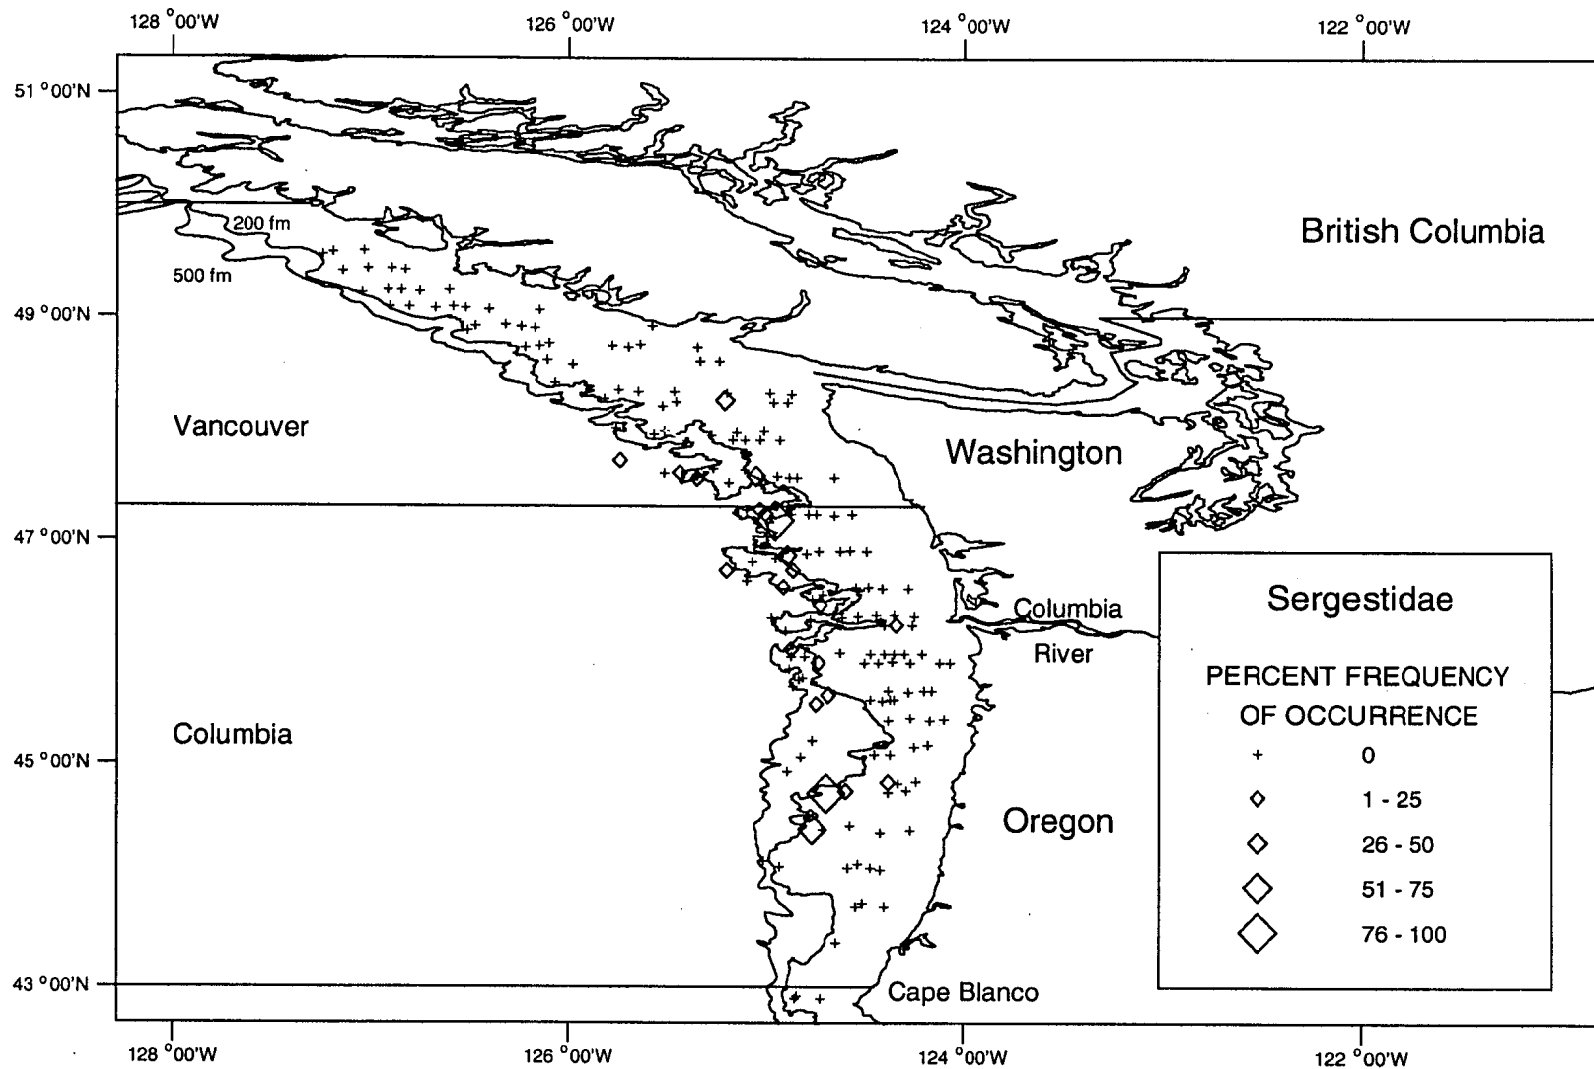 128 °00'W
126 °00'W
124 °00'W
122 °00'W
51 °00'N
British Columbia
200 fm
500 fm
49 °00'N
Vancouver
Washington
47 °00'N
Columbia
River
Sergestidae
PERCENT FREQUENCY
OF OCCURRENCE
+ 0
1 - 25
26 - 50
51 - 75
76 - 100
Columbia
45 °00'N
Oregon
43 °00'N
Cape Blanco
128 °00'W
126 °00'W
124 °00'W
122 °00'W